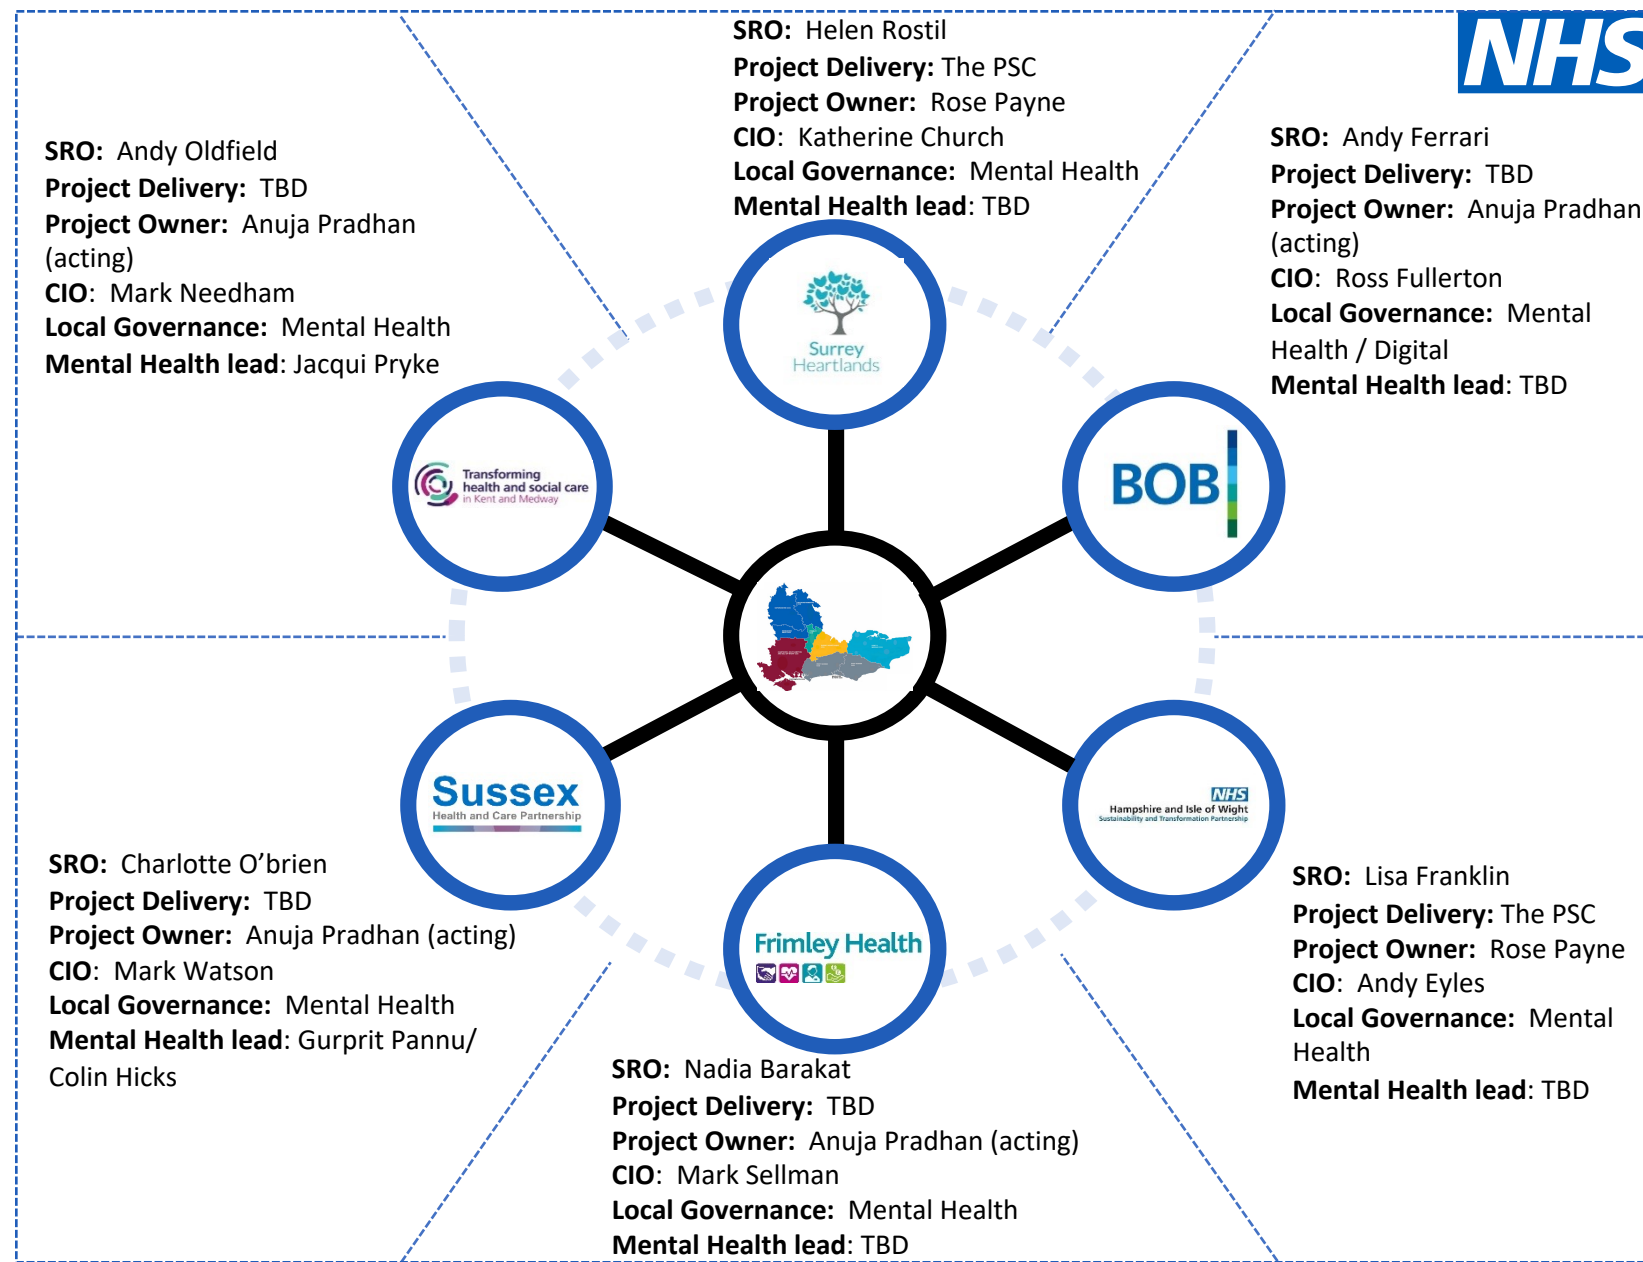 SRO: Helen Rostil
Project Delivery: The PSC
Project Owner: Rose Payne
CIO: Katherine Church
Local Governance: Mental Health
Mental Health lead: TBD
NHS
SRO: Andy Oldfield
Project Delivery: TBD
Project Owner: Anuja Pradhan
(acting)
CIO: Mark Needham
Local Governance: Mental Health
Mental Health lead: Jacqui Pryke
SRO: Andy Ferrari
Project Delivery: TBD
Project Owner: Anuja Pradhan
(acting)
CIO: Ross Fullerton
Local Governance: Mental
Health / Digital
Mental Health lead: TBD
Surrey
Heartlands
Transforming
health and social care
in Kent and Medway
BOB
Sussex
Health and Care Partnership
NHS
Hampshire and Isle of Wight
Sustainability and Transformation Partnership
Frimley Health
SRO: Charlotte O’brien
Project Delivery: TBD
Project Owner: Anuja Pradhan (acting)
CIO: Mark Watson
Local Governance: Mental Health
Mental Health lead: Gurprit Pannu/
Colin Hicks
SRO: Nadia Barakat
Project Delivery: TBD
Project Owner: Anuja Pradhan (acting)
CIO: Mark Sellman
Local Governance: Mental Health
Mental Health lead: TBD
SRO: Lisa Franklin
Project Delivery: The PSC
Project Owner: Rose Payne
CIO: Andy Eyles
Local Governance: Mental
Health
Mental Health lead: TBD